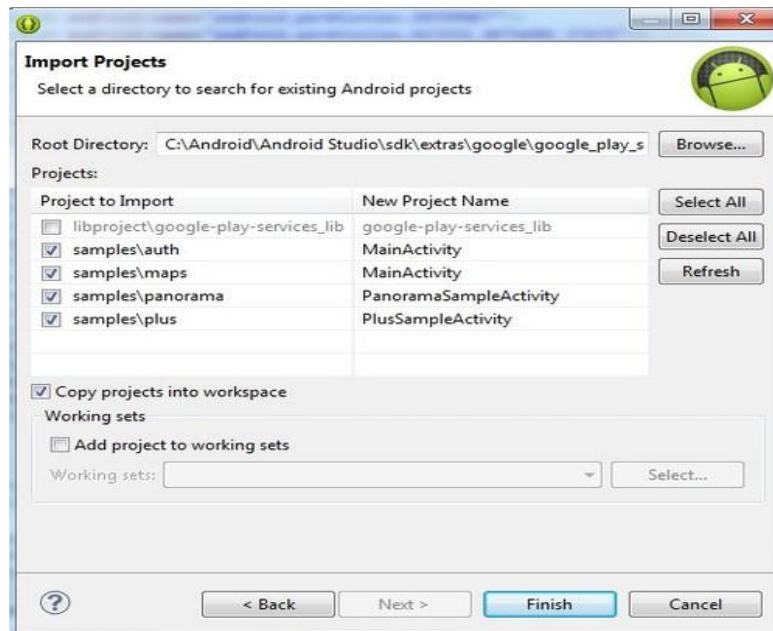 Import Projects
Select a directory to search for existing Android projects
Root Directory: C:\Android\Android Studio\sdk\extras\google\google_play_s Browse...
Projects:
Project to Import New Project Name Select All
libproject\google-play-services_lib google-play-services_lib
Deselect All
samples\auth MainActivity
samples\maps MainActivity Refresh
samples\panorama PanoramaSampleActivity
samples\plus PlusSampleActivity
Copy projects into workspace
Working sets
Add project to working sets
Working sets: Select...
< Back Next > Finish Cancel